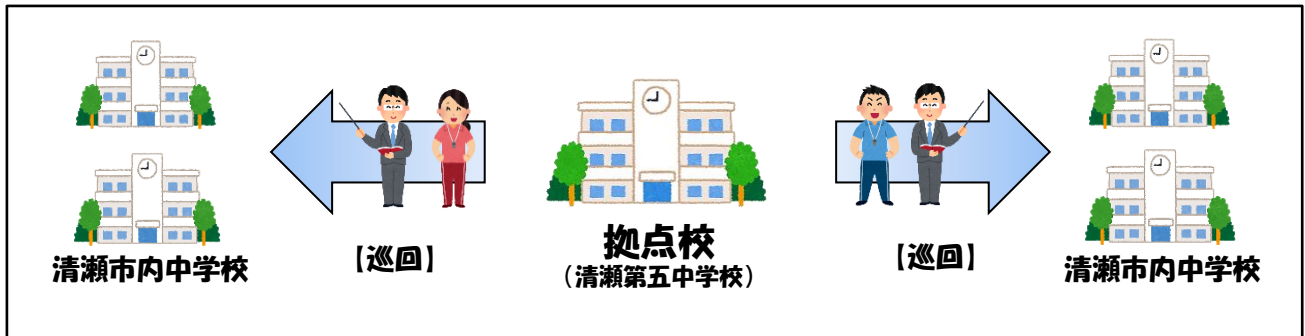 清瀬市内中学校
【巡回】
拠点校
（清瀬第五中学校）
【巡回】
清瀬市内中学校